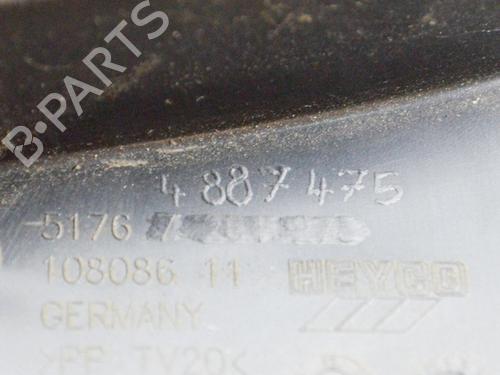 B-PARTS
4887475
-5176
108086 11
HEYCO
GERMANY
>PP TV20<